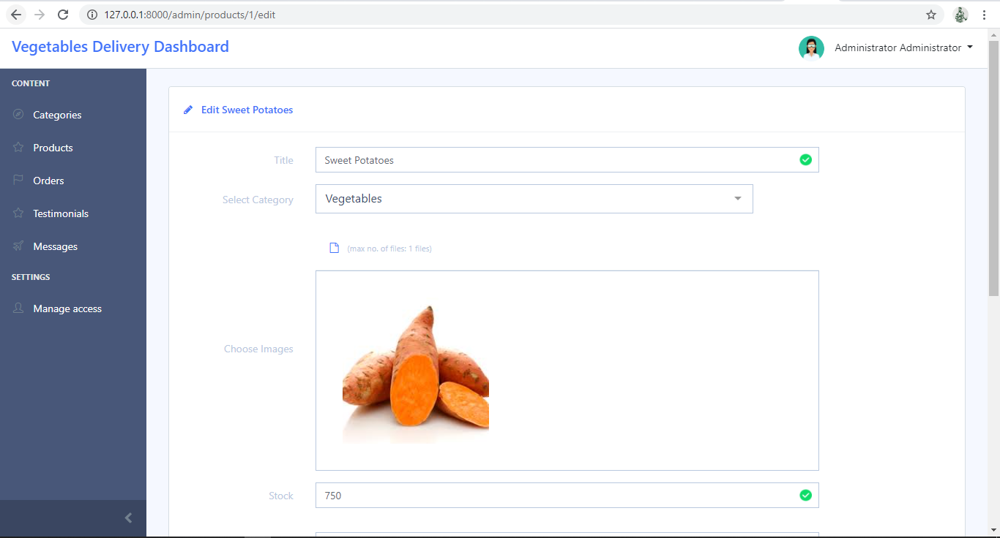 127.0.0.1:8000/admin/products/1/edit
Vegetables Delivery Dashboard
Administrator Administrator
CONTENT
Categories
Products
Orders
Testimonials
Messages
SETTINGS
Manage access
Edit Sweet Potatoes
Title
Sweet Potatoes
Select Category
Vegetables
(max no. of files: 1 files)
Choose Images
Stock
750